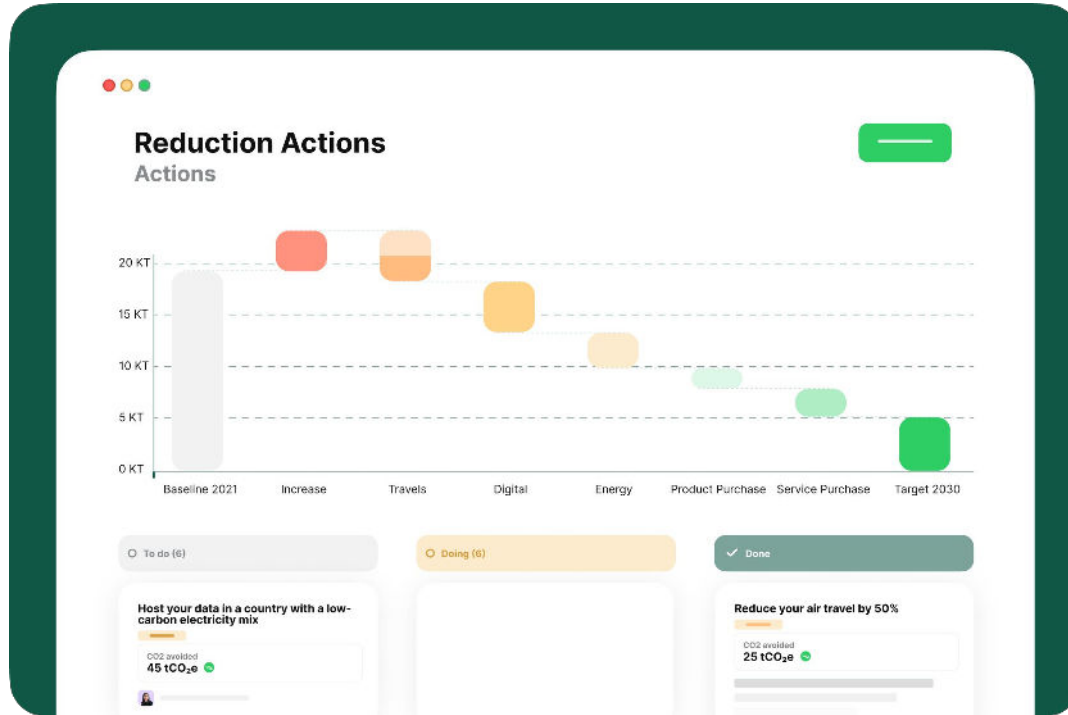 Reduction Actions
Actions
20 KT
15 KT
10 KT
5 KT
0 KT
Baseline 2021
Increase
Travels
Digital
Energy
Product Purchase
Service Purchase
Target 2030
To do (6)
Doing (6)
Done
Host your data in a country with a low-
carbon electricity mix
CO2 avoided
45 tCO₂e
Reduce your air travel by 50%
CO2 avoided
25 tCO₂e